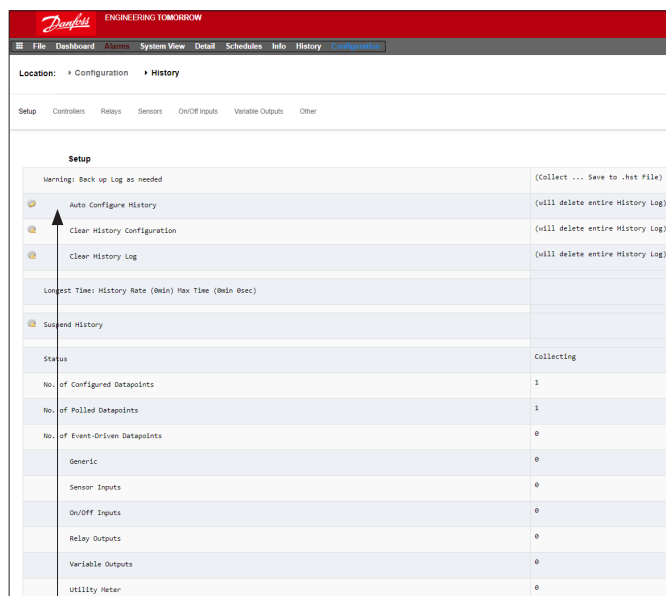 Danfoss ENGINEERING TOMORROW
File Dashboard Alarms System View Detail Schedules Info History Configuration
Location: Configuration History
Setup Controllers Relays Sensors On/Off Inputs Variable Outputs Other
Setup
Warning: Back up Log as needed (Collect ... Save to .hst File)
Auto Configure History (will delete entire History Log)
Clear History Configuration (will delete entire History Log)
Clear History Log (will delete entire History Log)
Longest Time: History Rate (0min) Max Time (0min 0sec)
Suspend History
Status Collecting
No. of Configured Datapoints 1
No. of Polled Datapoints 1
No. of Event-Driven Datapoints 0
Generic 0
Sensor Inputs 0
On/Off Inputs 0
Relay Outputs 0
Variable Outputs 0
Utility Meter 0